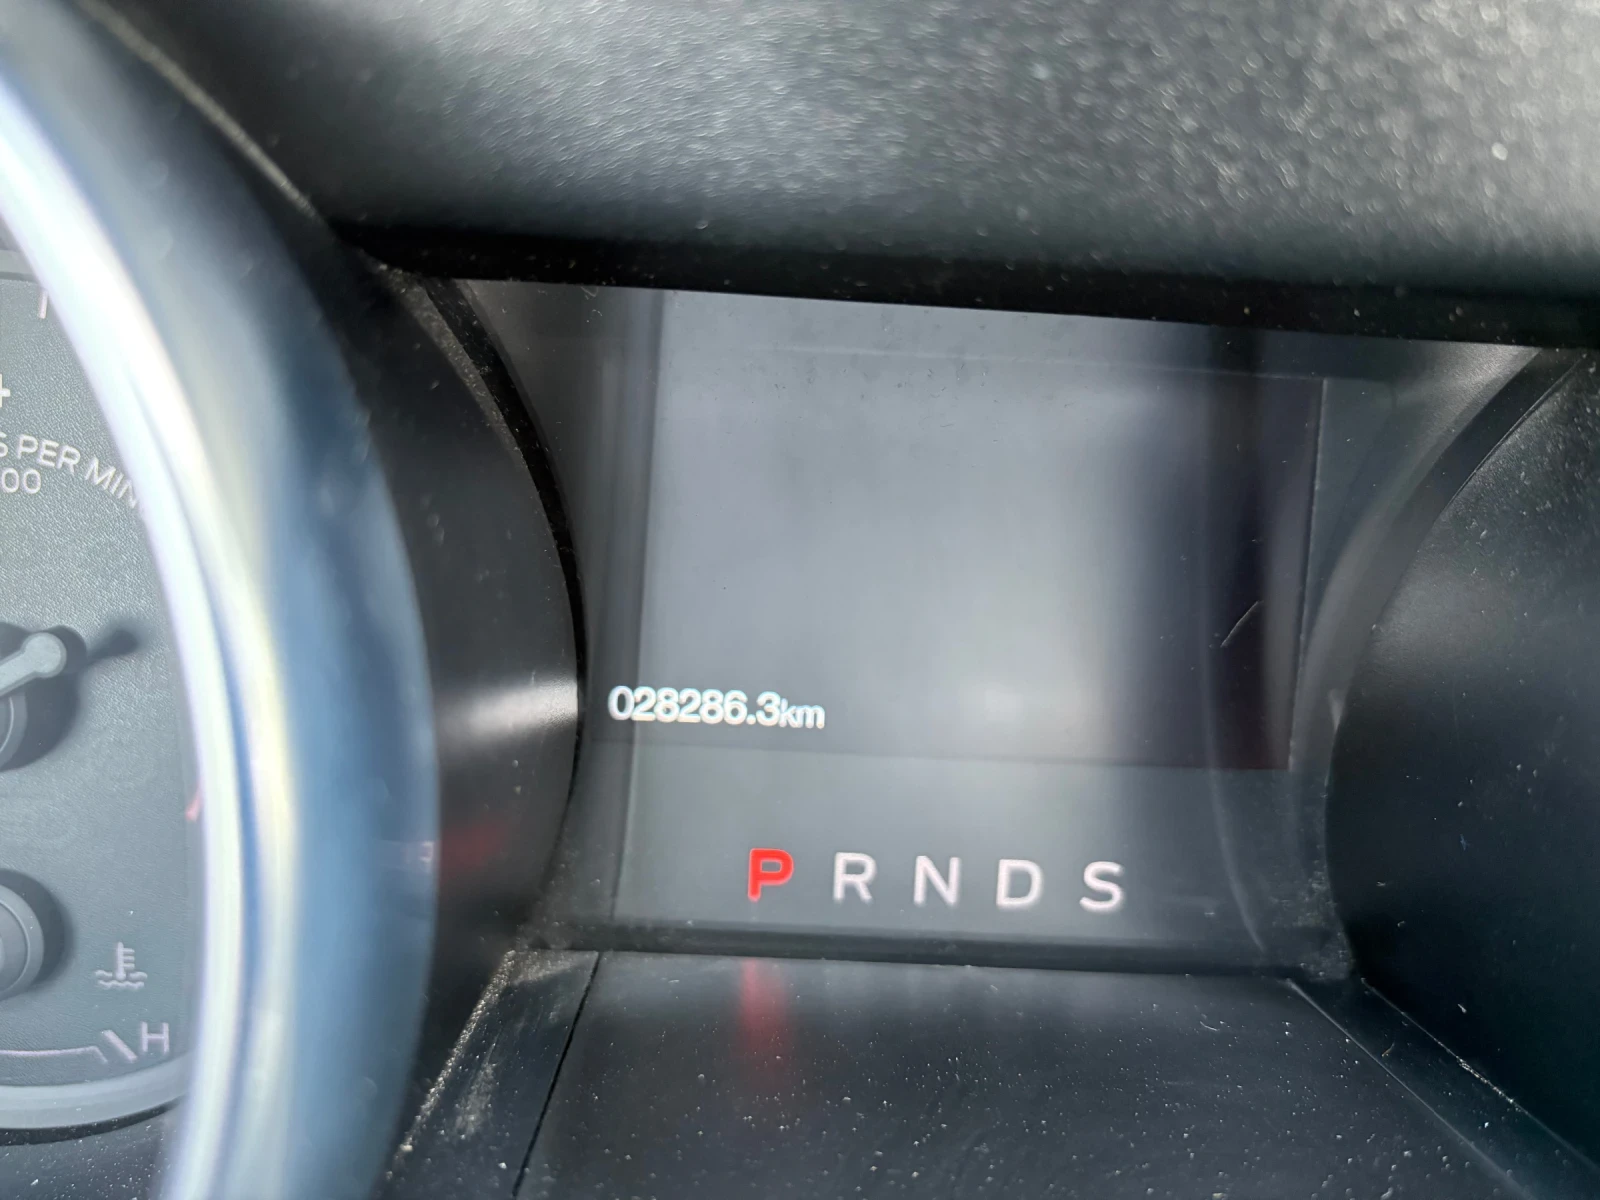 S PER MIN
00
028286.3km
P R N D S
H